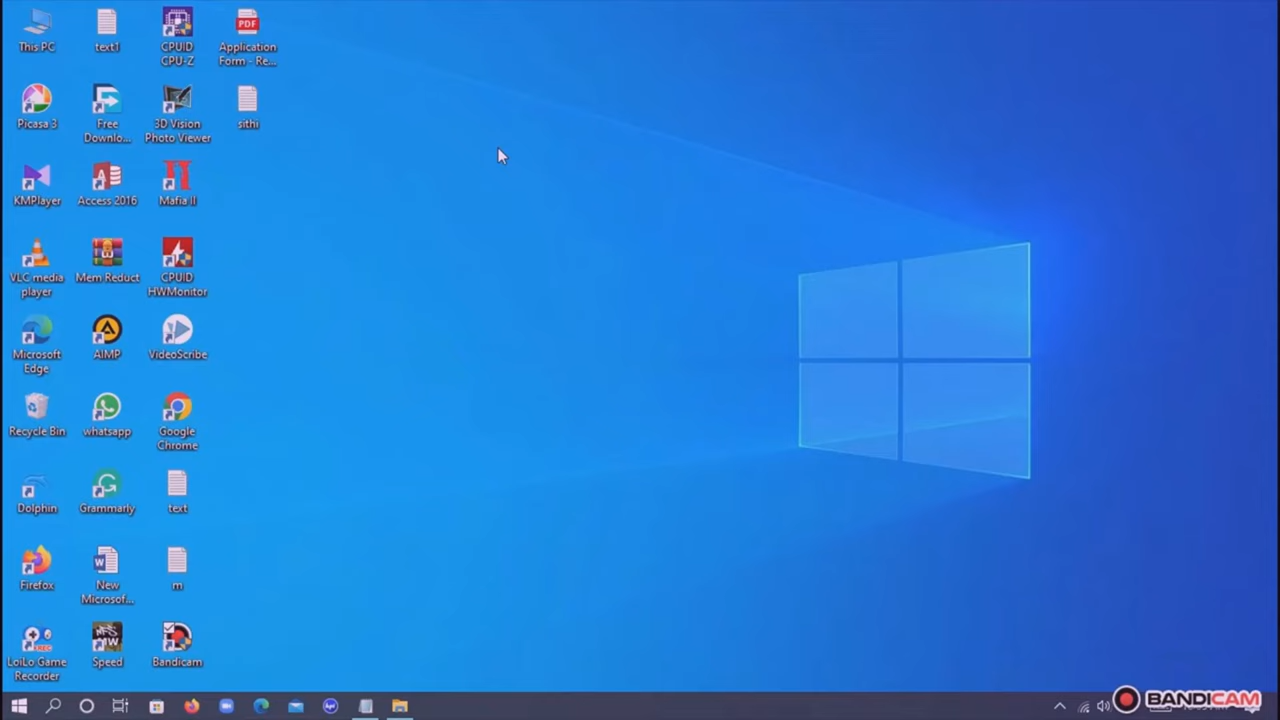 This PC
text1
CPUID
CPU-Z
Application
Form - Re...
Picasa 3
Free
Downlo...
3D Vision
Photo Viewer
sithi
KMPlayer
Access 2016
Mafia II
VLC media
player
Mem Reduct
CPUID
HWMonitor
Microsoft
Edge
AIMP
VideoScribe
Recycle Bin
whatsapp
Google
Chrome
Dolphin
Grammarly
text
Firefox
New
Microsof...
m
LoiLo Game
Recorder
Speed
Bandicam
BANDICAM